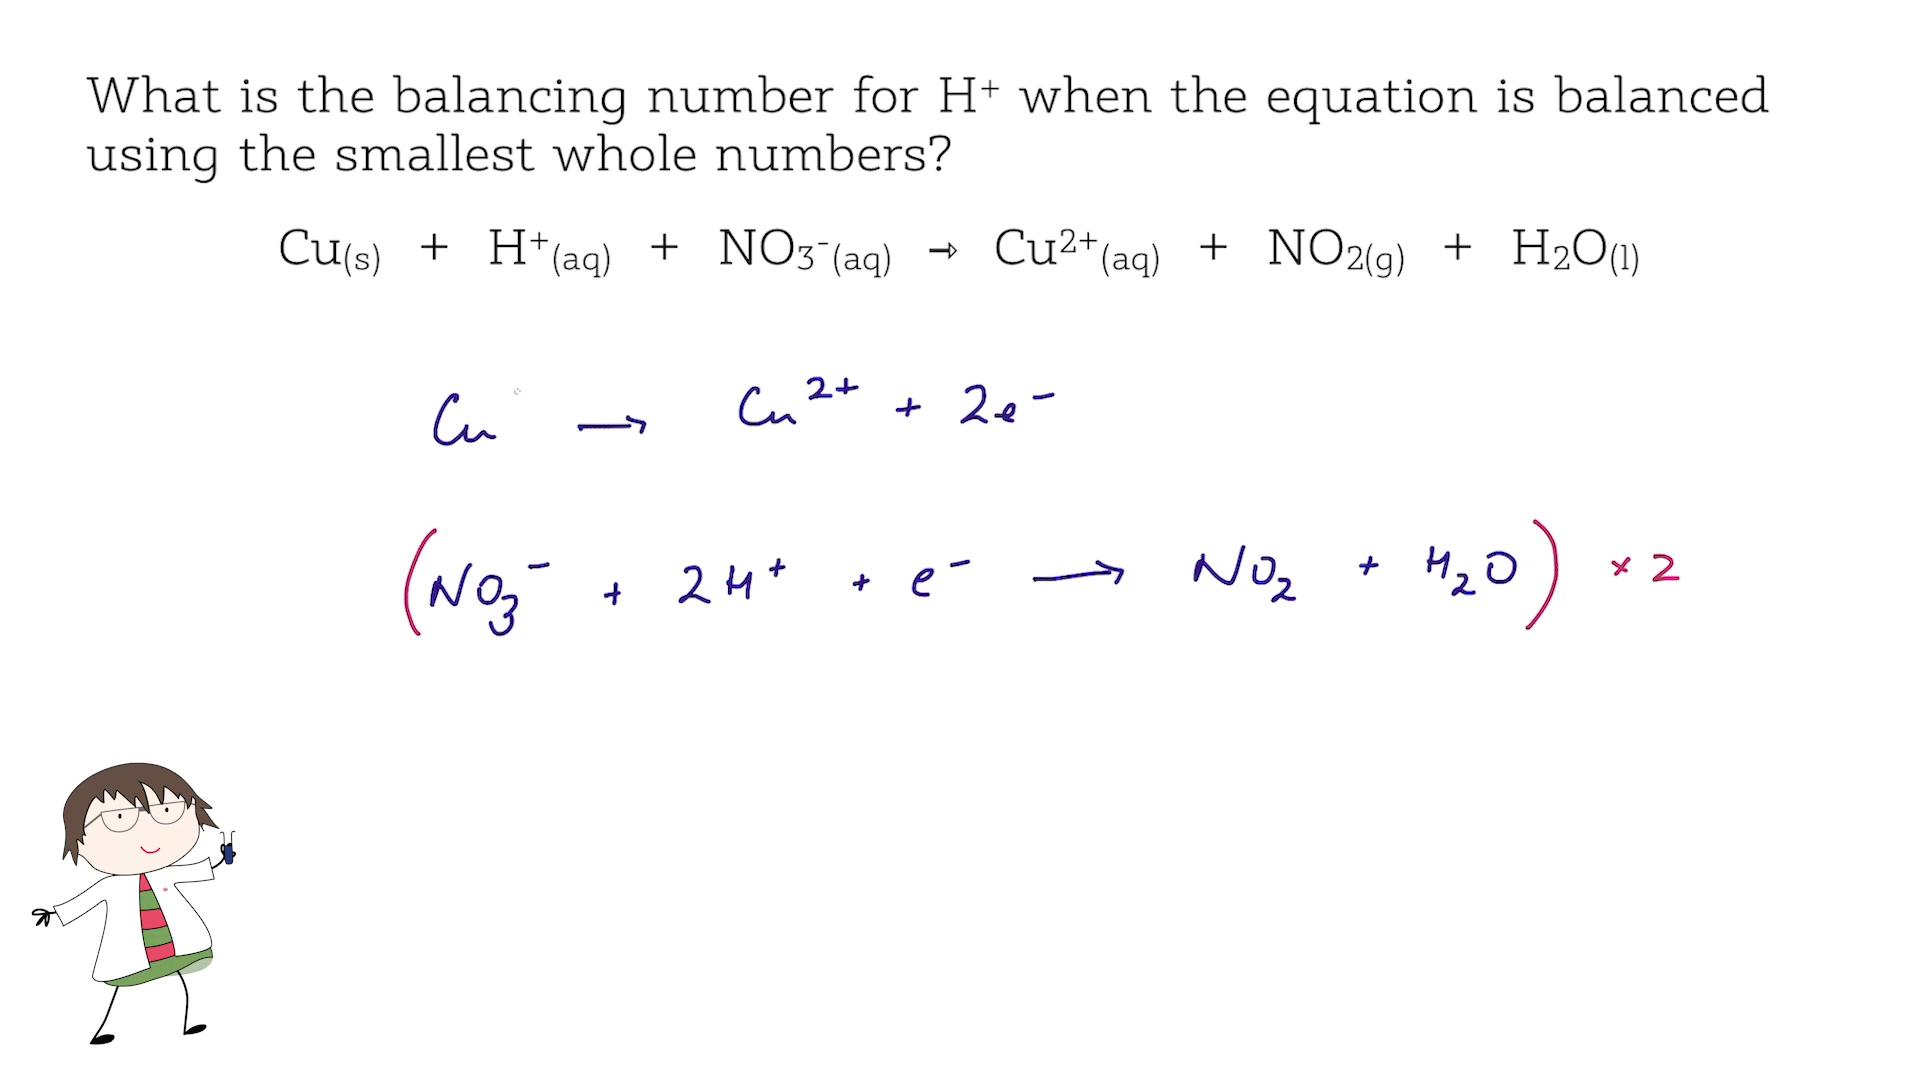 What is the balancing number for H⁺ when the equation is balanced
using the smallest whole numbers?
Cu(s) + H⁺(aq) + NO₃⁻(aq) → Cu²⁺(aq) + NO₂(g) + H₂O(l)
Cu → Cu²⁺ + 2e⁻
(NO₃⁻ + 2H⁺ + e⁻ → NO₂ + H₂O) × 2